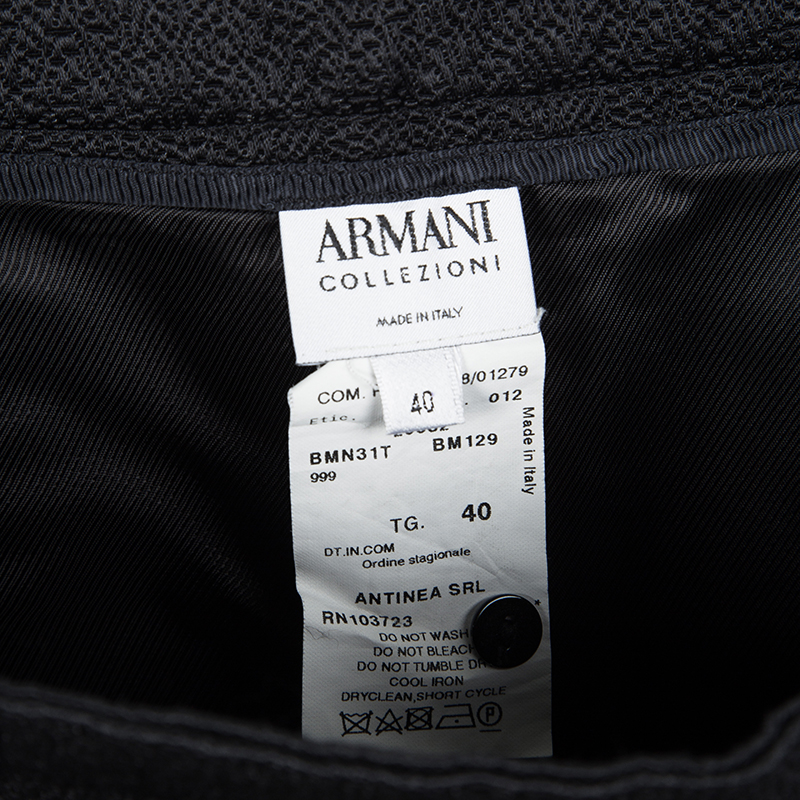 ARMANI
COLLEZIONI
MADE IN ITALY
40
COM. 8/01279
Etic. 012
BMN31T BM129
999
Made in Italy
TG. 40
DT.IN.COM
Ordine stagionale
ANTINEA SRL
RN103723
DO NOT WASH
DO NOT BLEAC
DO NOT TUMBLE DR
COOL IRON
DRYCLEAN,SHORT CYCLE
P